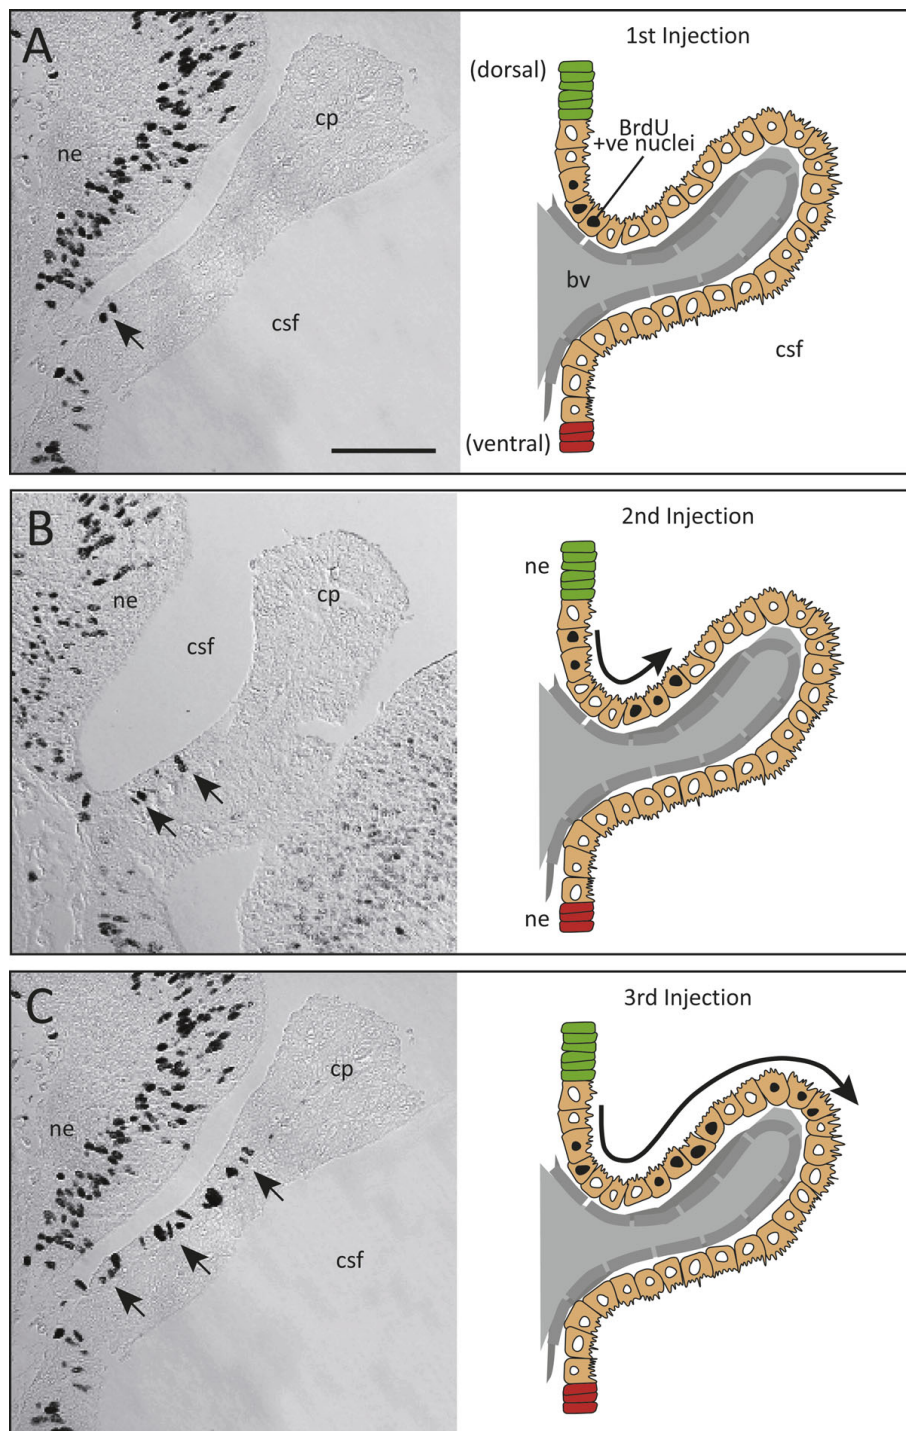 A
ne
cp
csf
1st Injection
(dorsal)
BrdU
+ve nuclei
bv
csf
(ventral)
B
ne
csf
cp
2nd Injection
ne
ne
C
ne
cp
csf
3rd Injection